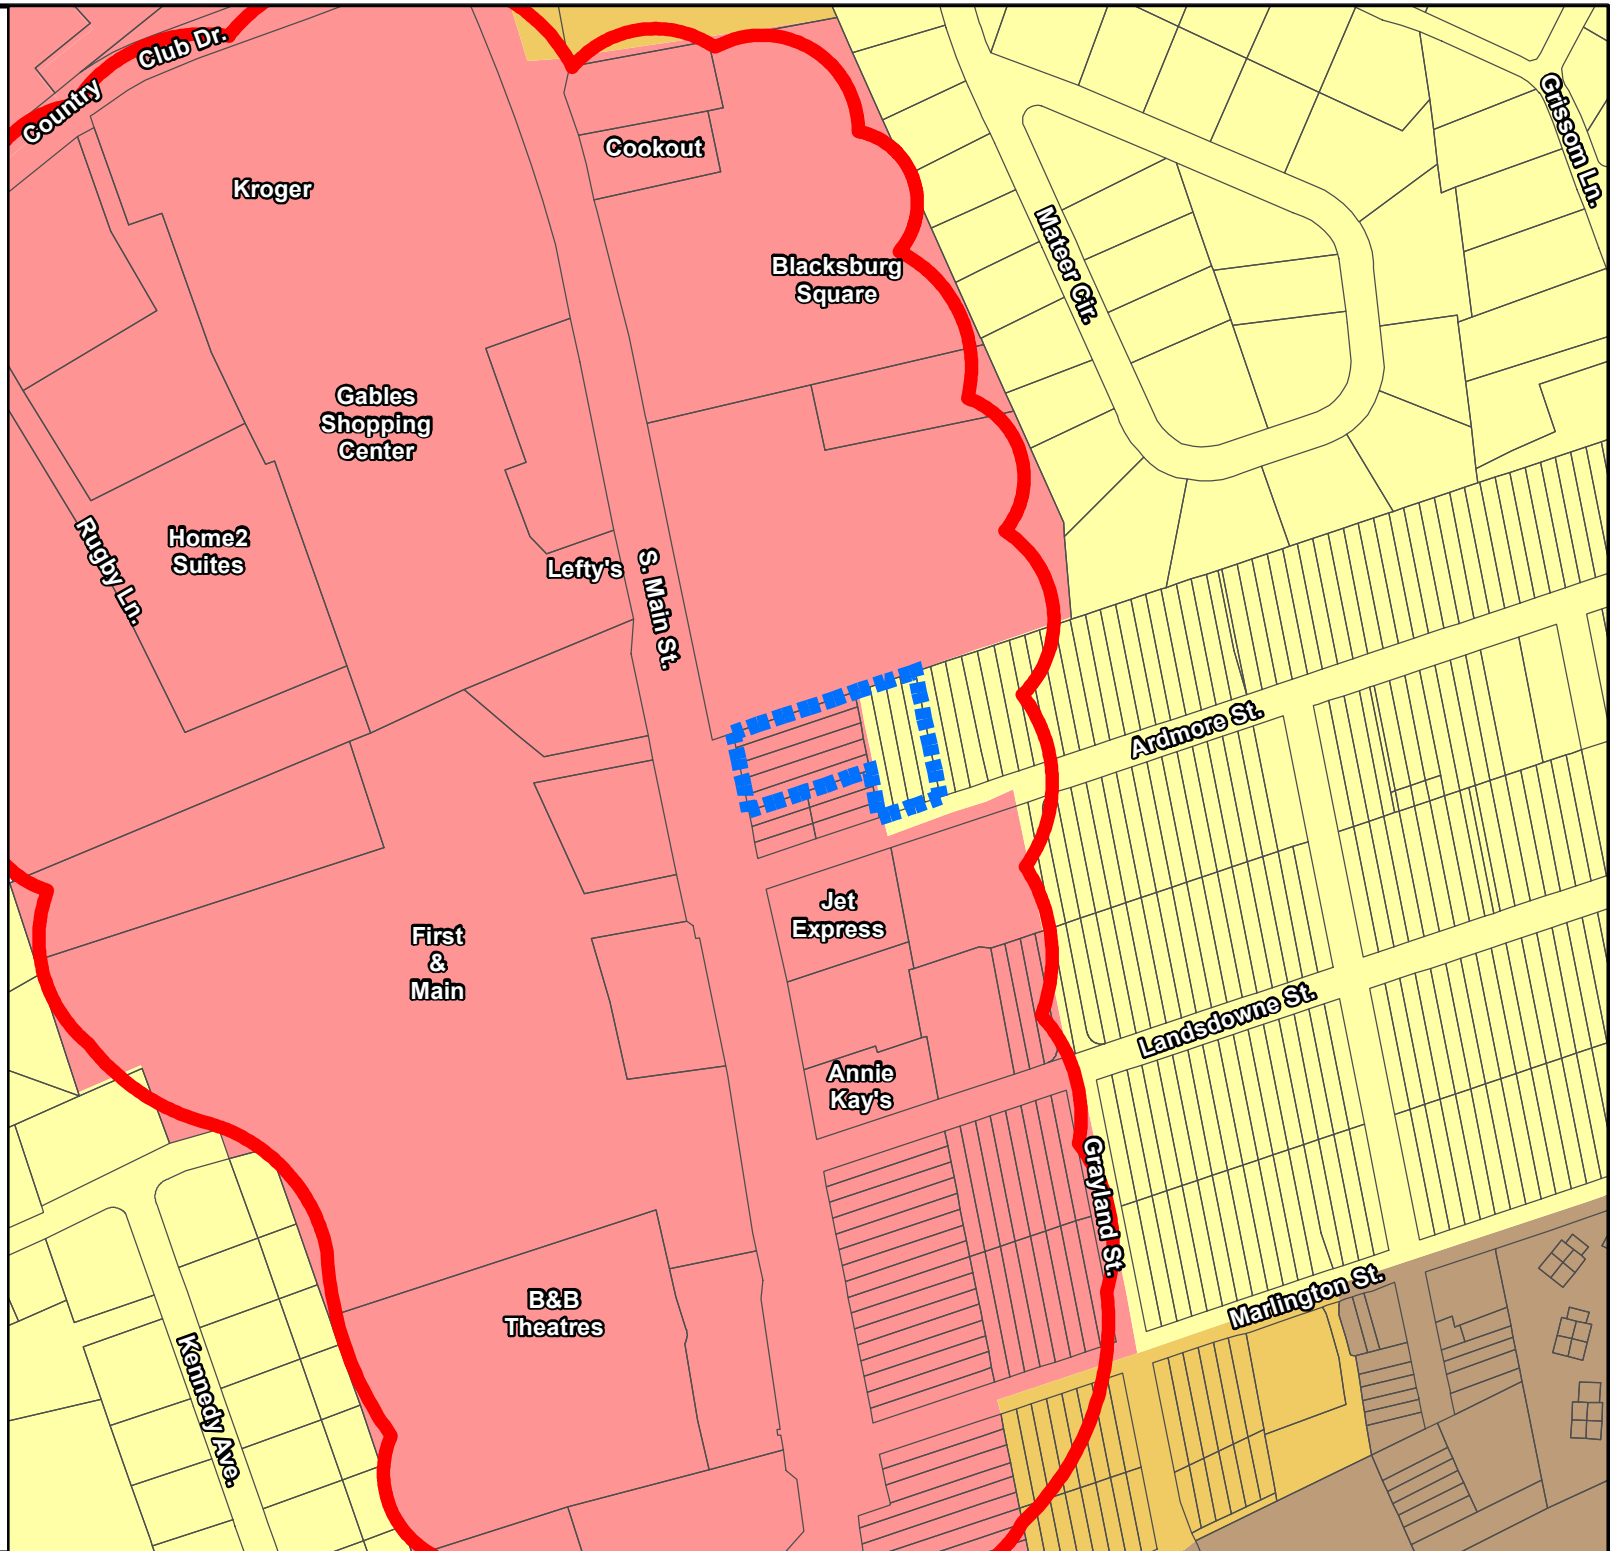 Country Club Dr.
Grissom Ln.
Cookout
Kroger
Mateer Cir.
Blacksburg
Square
Gables
Shopping
Center
Rugby Ln.
Home2
Suites
Lefty's
S. Main St.
Ardmore St.
Jet
Express
First
&
Main
Landsdowne St.
Annie
Kay's
Grayland St.
B&B
Theatres
Marlington St.
Kennedy Ave.